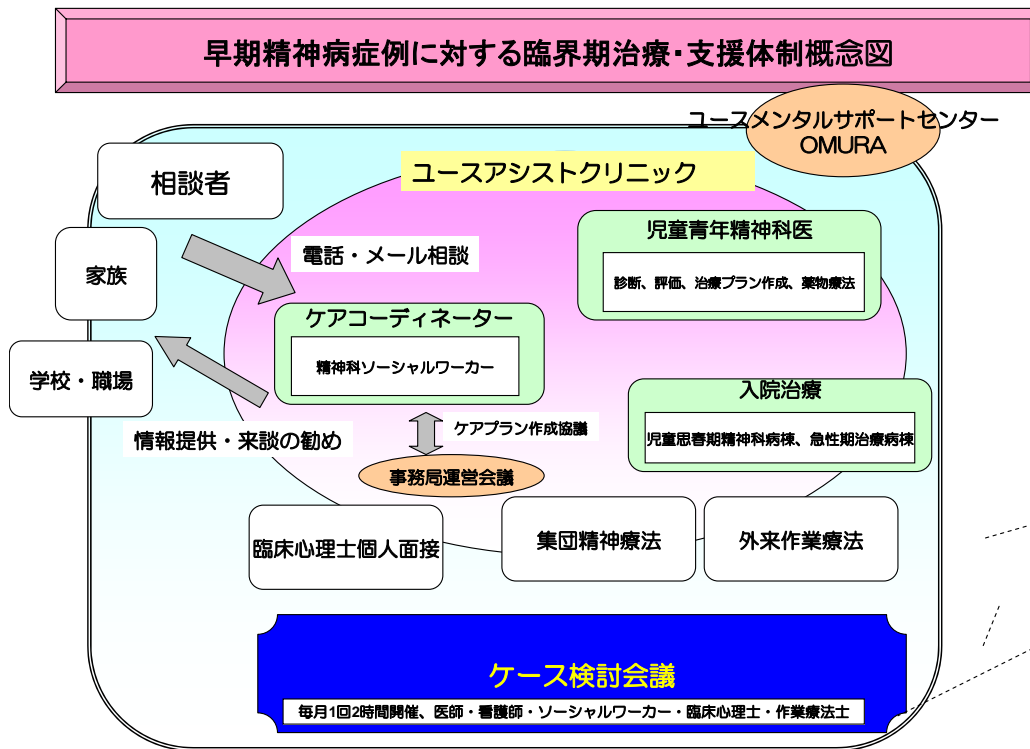 早期精神病症例に対する臨界期治療・支援体制概念図
ユースメンタルサポートセンター
OMURA
相談者
ユースアシストクリニック
家族
電話・メール相談
児童青年精神科医
診断、評価、治療プラン作成、薬物療法
ケアコーディネーター
精神科ソーシャルワーカー
学校・職場
入院治療
児童思春期精神科病棟、急性期治療病棟
情報提供・来談の勧め
ケアプラン作成協議
事務局運営会議
臨床心理士個人面接
集団精神療法
外来作業療法
ケース検討会議
毎月1回2時間開催、医師・看護師・ソーシャルワーカー・臨床心理士・作業療法士